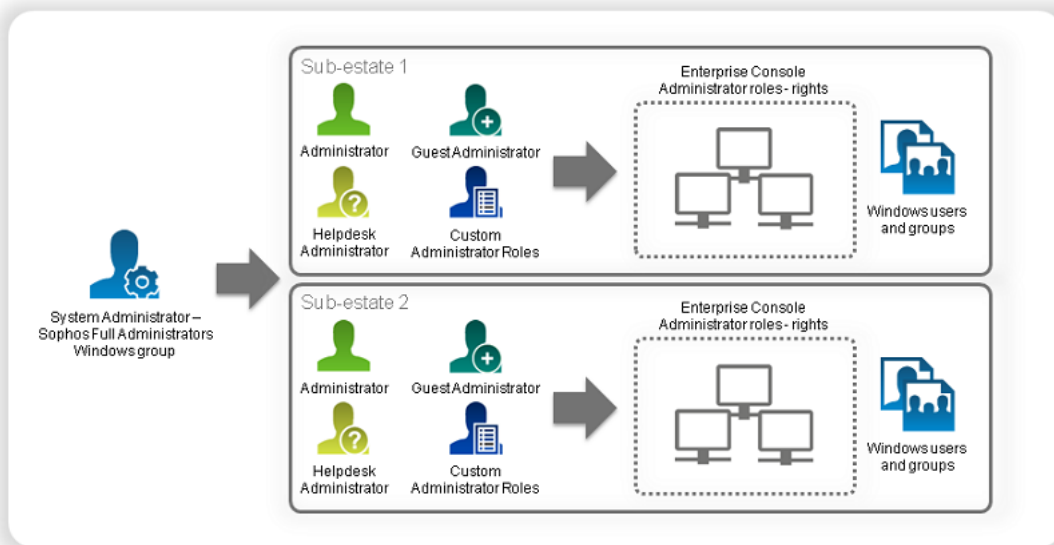 Sub-estate 1
Enterprise Console
Administrator roles - rights
Administrator
Guest Administrator
Helpdesk
Administrator
Custom
Administrator Roles
Windows users
and groups
System Administrator –
Sophos Full Administrators
Windows group
Sub-estate 2
Enterprise Console
Administrator roles - rights
Administrator
Guest Administrator
Helpdesk
Administrator
Custom
Administrator Roles
Windows users
and groups